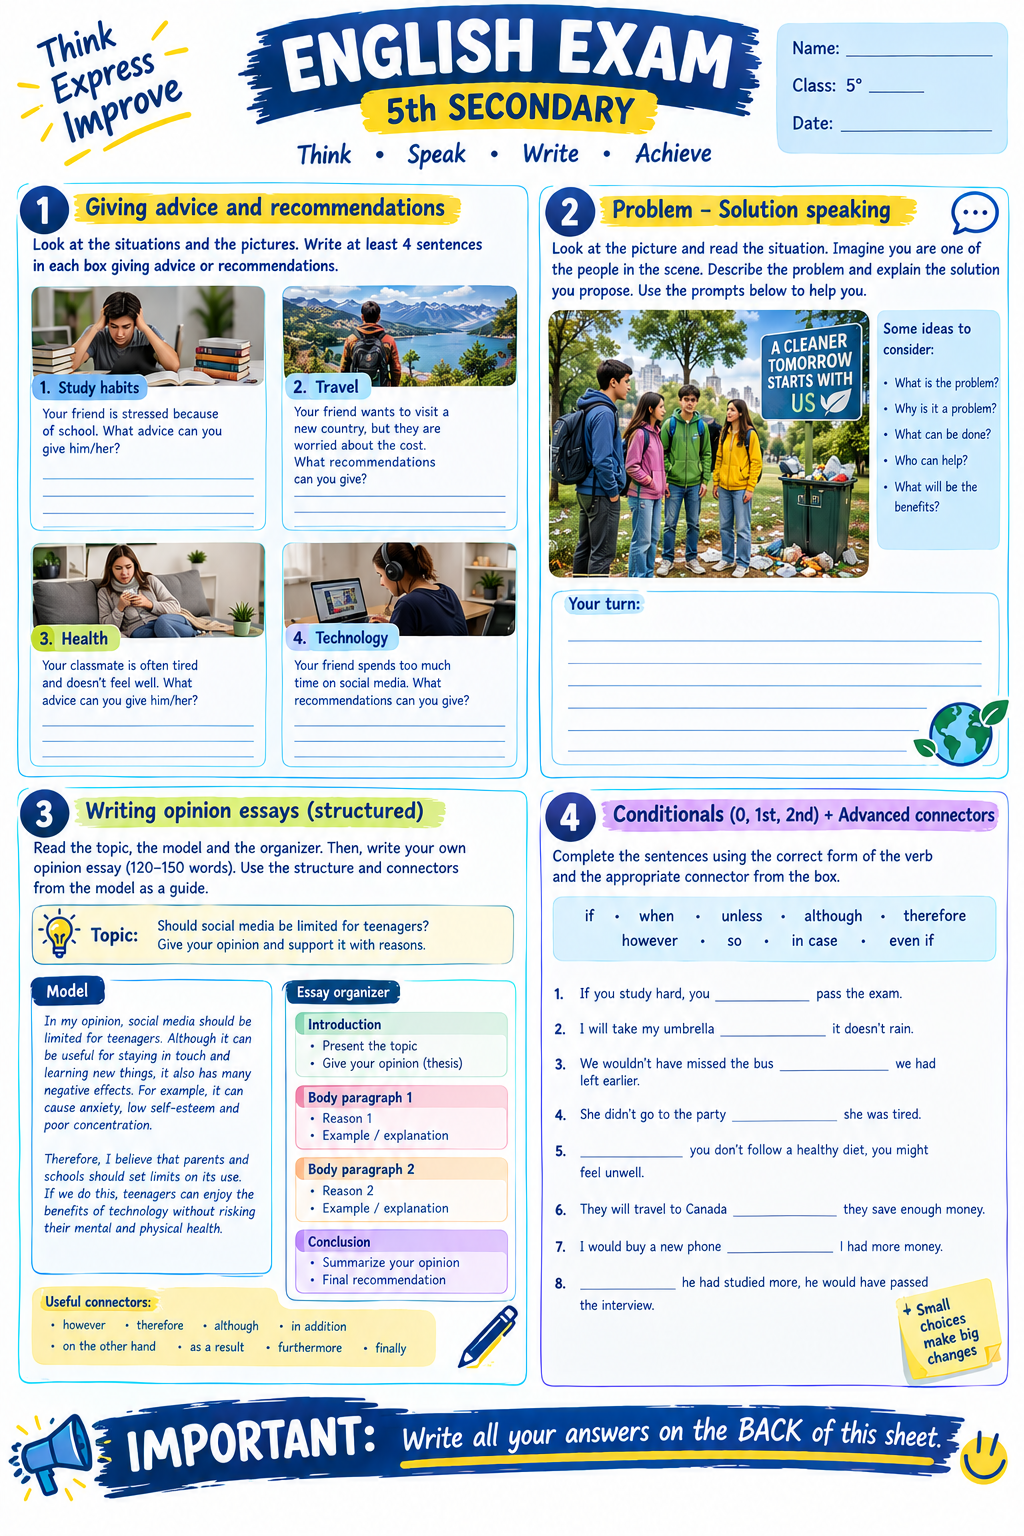 Think
Express
Improve
ENGLISH EXAM
5th SECONDARY
Think • Speak • Write • Achieve
Name:
Class: 5°
Date:
1 Giving advice and recommendations
Look at the situations and the pictures. Write at least 4 sentences
in each box giving advice or recommendations.
1. Study habits
Your friend is stressed because
of school. What advice can you
give him/her?
2. Travel
Your friend wants to visit a
new country, but they are
worried about the cost.
What recommendations
can you give?
3. Health
Your classmate is often tired
and doesn't feel well. What
advice can you give him/her?
4. Technology
Your friend spends too much
time on social media. What
recommendations can you give?
2 Problem – Solution speaking
Look at the picture and read the situation. Imagine you are one of
the people in the scene. Describe the problem and explain the solution
you propose. Use the prompts below to help you.
A CLEANER
TOMORROW
STARTS WITH
US
Some ideas to
consider:
• What is the problem?
• Why is it a problem?
• What can be done?
• Who can help?
• What will be the
benefits?
Your turn:
3 Writing opinion essays (structured)
Read the topic, the model and the organizer. Then, write your own
opinion essay (120–150 words). Use the structure and connectors
from the model as a guide.
Topic:
Should social media be limited for teenagers?
Give your opinion and support it with reasons.
Model
In my opinion, social media should be
limited for teenagers. Although it can
be useful for staying in touch and
learning new things, it also has many
negative effects. For example, it can
cause anxiety, low self-esteem and
poor concentration.
Therefore, I believe that parents and
schools should set limits on its use.
If we do this, teenagers can enjoy the
benefits of technology without risking
their mental and physical health.
Essay organizer
Introduction
• Present the topic
• Give your opinion (thesis)
Body paragraph 1
• Reason 1
• Example / explanation
Body paragraph 2
• Reason 2
• Example / explanation
Conclusion
• Summarize your opinion
• Final recommendation
Useful connectors:
• however • therefore • although • in addition
• on the other hand • as a result • furthermore • finally
4 Conditionals (0, 1st, 2nd) + Advanced connectors
Complete the sentences using the correct form of the verb
and the appropriate connector from the box.
if • when • unless • although • therefore
however • so • in case • even if
1. If you study hard, you ____________ pass the exam.
2. I will take my umbrella ____________ it doesn't rain.
3. We wouldn't have missed the bus ____________ we had
left earlier.
4. She didn't go to the party ____________ she was tired.
5. ____________ you don't follow a healthy diet, you might
feel unwell.
6. They will travel to Canada ____________ they save enough money.
7. I would buy a new phone ____________ I had more money.
8. ____________ he had studied more, he would have passed
the interview.
+ Small
choices
make big
changes
IMPORTANT: Write all your answers on the BACK of this sheet.